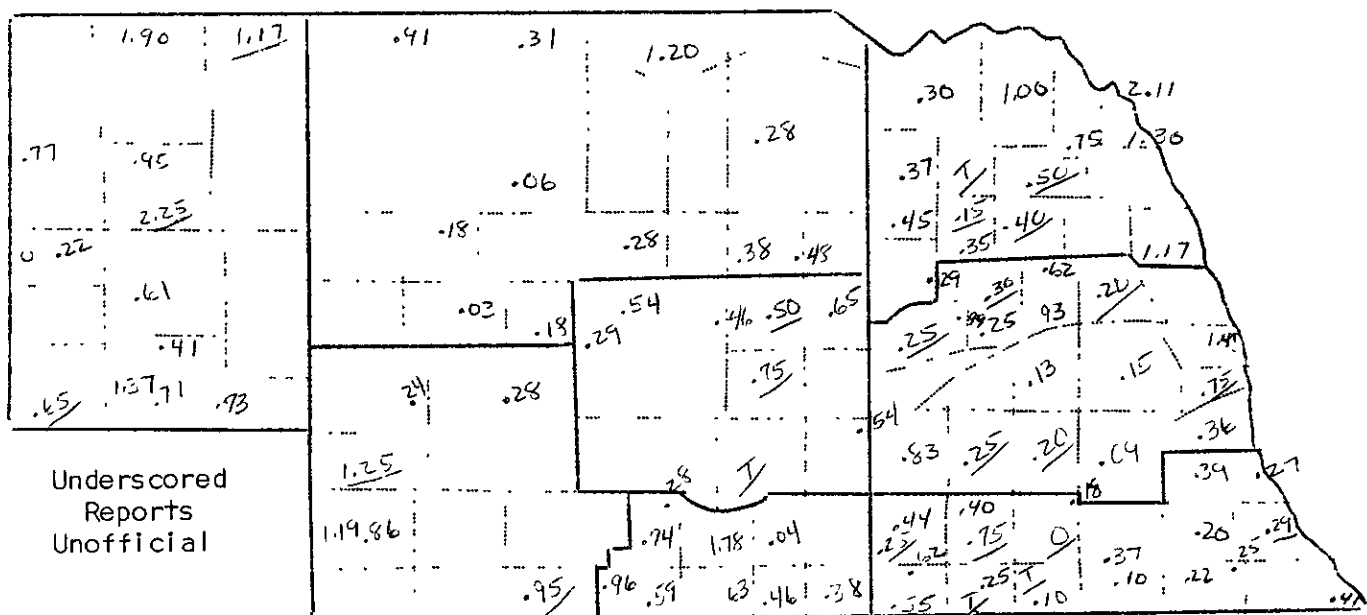 1.90 1.17 .41 .31 1.20
.30 1.00 2.11
.28
.77 .95 .75 1.30
.06 .37 T .50
2.25 .18 .45 .15 .40
.22 .28 .38 .43 .35 1.17
.61 .03 .18 .54 .46 .50 .65 .29 .30 .62 .20
.29 .25 .25 .93
.41 .75 .13 .15
.65 1.37 .71 .73 .24 .28 .54 .75
.36
1.25 .83 .25 .20 .09
.39 .27
Underscored
Reports
Unofficial
.28 T .18
1.19 .86 .74 1.78 .04 .44 .40 .75 0 .37 .20 .25 .29
.95 .96 .59 .63 .46 .38 .55 T .25 T .10 .10 .22 .41